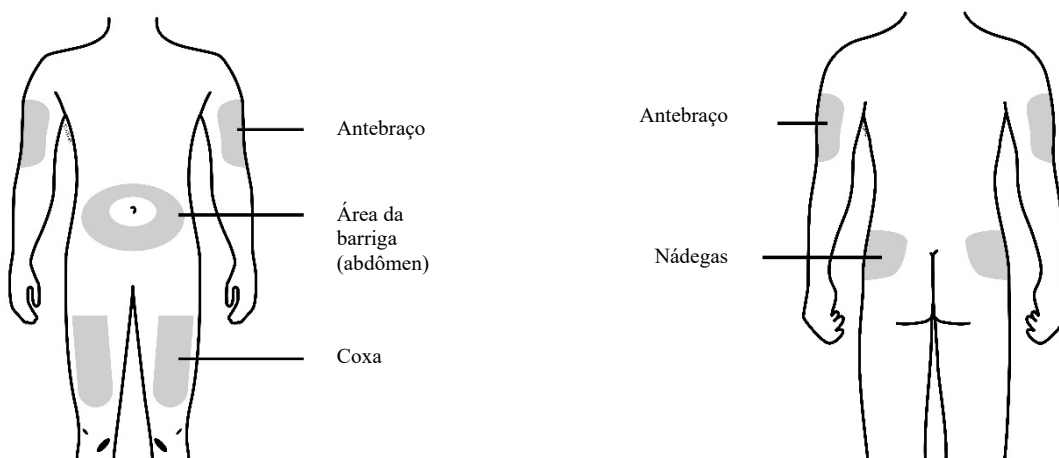 Antebraço
Área da
barriga
(abdômen)
Coxa
Antebraço
Nádegas